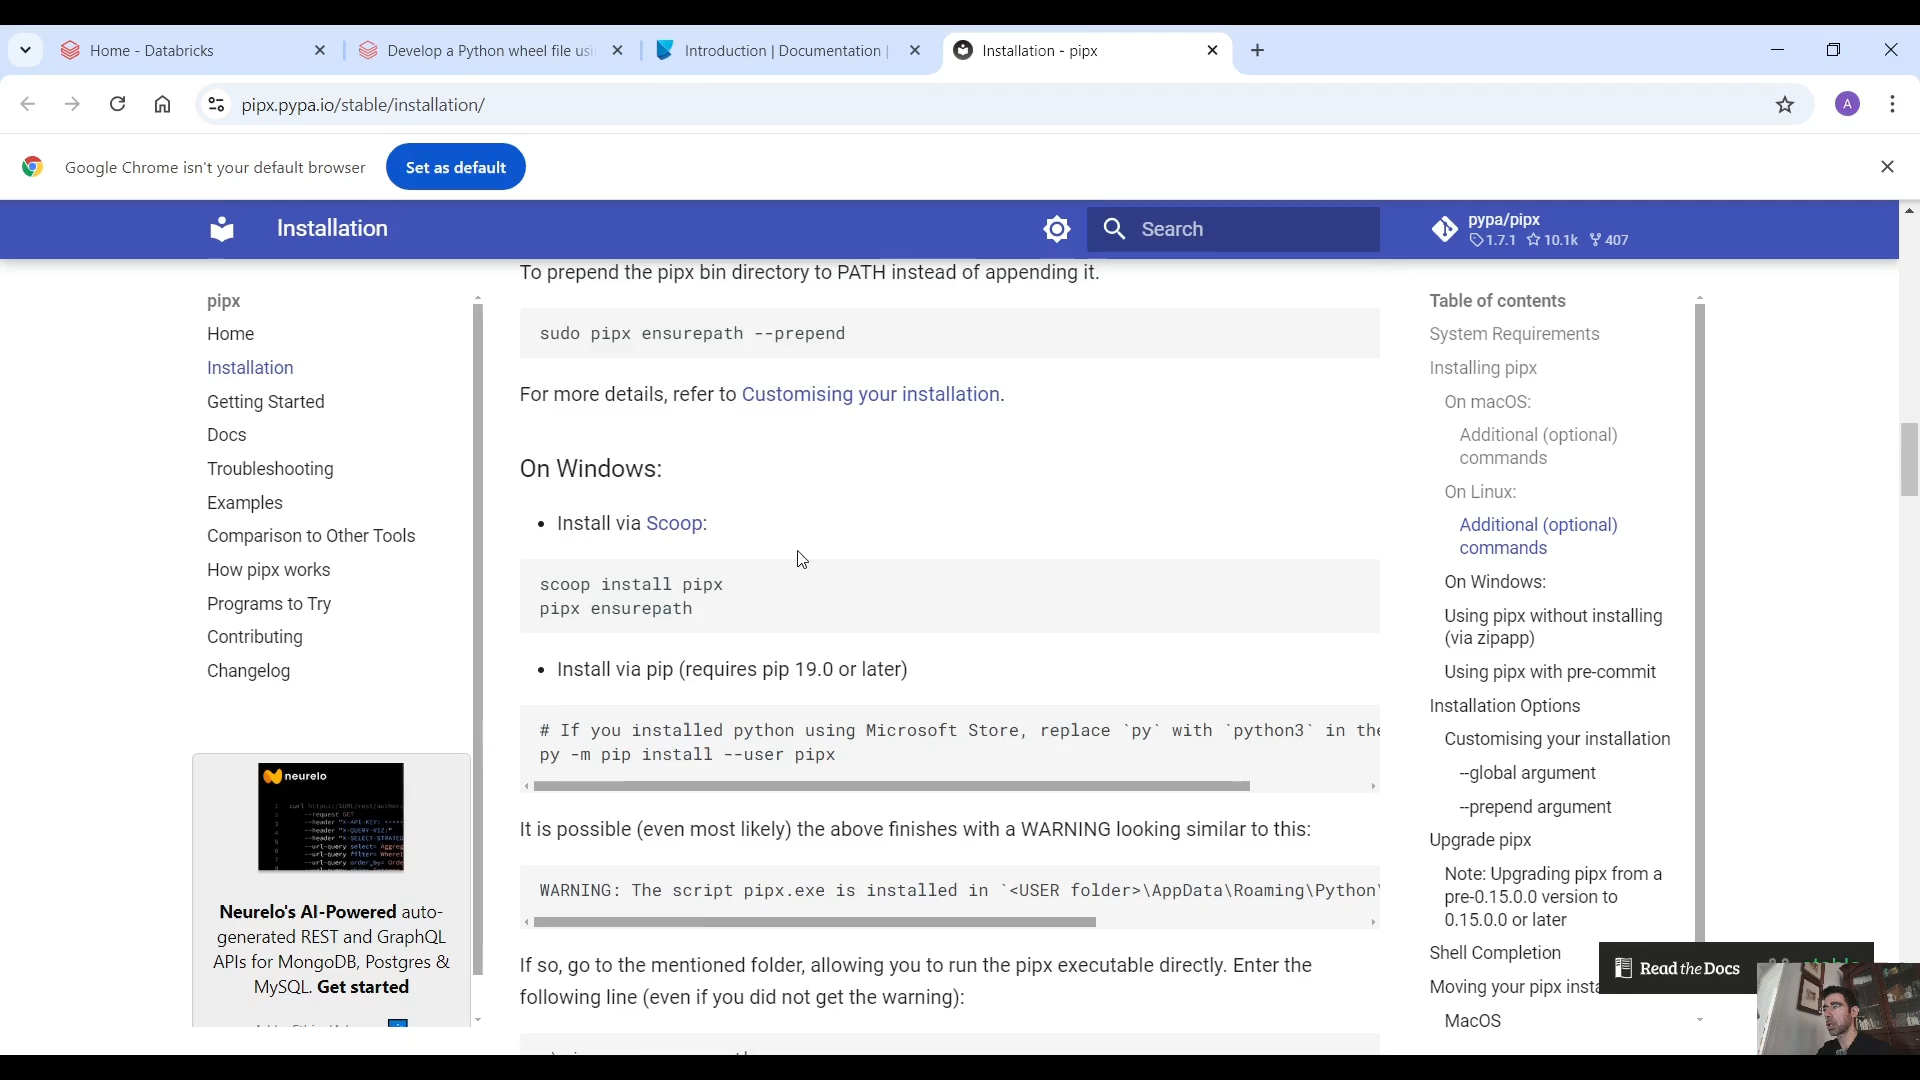 Home - Databricks
Develop a Python wheel file usi
Introduction | Documentation |
Installation - pipx
pipx.pypa.io/stable/installation/
A
Google Chrome isn't your default browser
Set as default
Installation
Search
pypa/pipx
1.7.1 10.1k 407
pipx
Home
Installation
Getting Started
Docs
Troubleshooting
Examples
Comparison to Other Tools
How pipx works
Programs to Try
Contributing
Changelog
neurelo
Neurelo's AI-Powered auto-
generated REST and GraphQL
APIs for MongoDB, Postgres &
MySQL. Get started
To prepend the pipx bin directory to PATH instead of appending it.
sudo pipx ensurepath --prepend
For more details, refer to Customising your installation.
On Windows:
• Install via Scoop:
scoop install pipx
pipx ensurepath
• Install via pip (requires pip 19.0 or later)
# If you installed python using Microsoft Store, replace `py` with `python3` in the
py -m pip install --user pipx
It is possible (even most likely) the above finishes with a WARNING looking similar to this:
WARNING: The script pipx.exe is installed in `<USER folder>\AppData\Roaming\Python\
If so, go to the mentioned folder, allowing you to run the pipx executable directly. Enter the
following line (even if you did not get the warning):
Table of contents
System Requirements
Installing pipx
On macOS:
Additional (optional)
commands
On Linux:
Additional (optional)
commands
On Windows:
Using pipx without installing
(via zipapp)
Using pipx with pre-commit
Installation Options
Customising your installation
--global argument
--prepend argument
Upgrade pipx
Note: Upgrading pipx from a
pre-0.15.0.0 version to
0.15.0.0 or later
Shell Completion
Moving your pipx insta
MacOS
Read the Docs